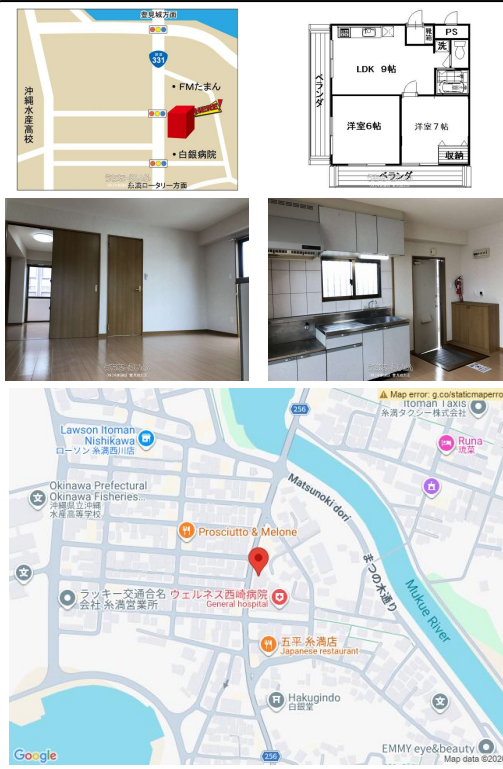 豊見城方面
国道
331
・FMたまん
沖縄水産高校
・白銀病院
糸満ロータリー方面
靴箱
PS
洗
LDK 9帖
ベランダ
洋室6帖
洋室7帖
収納
ベランダ
Map error: g.co/staticmaperro
256
Itoman Taxis
糸満タクシー株式会社
Lawson Itoman
Nishikawa
ローソン 糸満西川店
Runa
琉菜
Okinawa Prefectural
Okinawa Fisheries...
沖縄県立沖縄
水産高等学校
Matsunoki dori
Prosciutto & Melone
まつの木通り
Mukue River
ラッキー交通合名
会社 糸満営業所
ウェルネス西崎病院
General hospital
五平 糸満店
Japanese restaurant
Hakugindo
白銀堂
256
EMMY eye&beauty
Google
Map data ©202